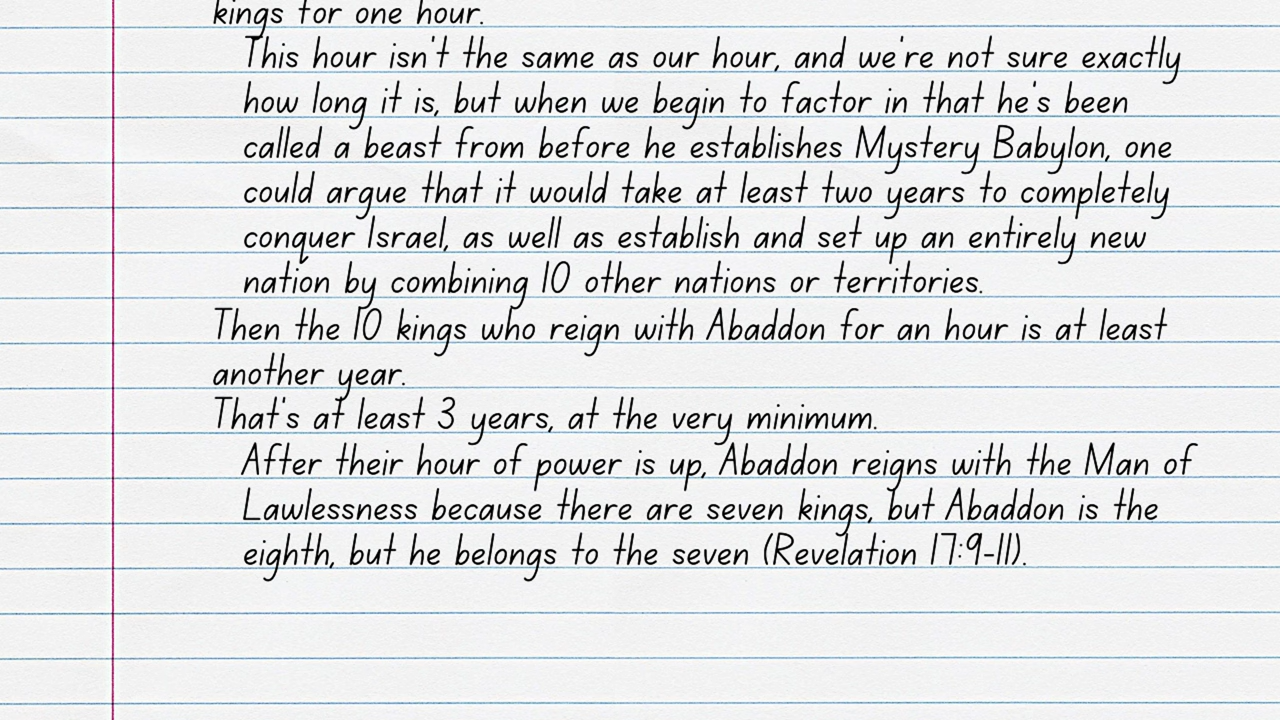 kings for one hour.
This hour isn't the same as our hour, and we're not sure exactly
how long it is, but when we begin to factor in that he's been
called a beast from before he establishes Mystery Babylon, one
could argue that it would take at least two years to completely
conquer Israel, as well as establish and set up an entirely new
nation by combining 10 other nations or territories.
Then the 10 kings who reign with Abaddon for an hour is at least
another year.
That's at least 3 years, at the very minimum.
After their hour of power is up, Abaddon reigns with the Man of
Lawlessness because there are seven kings, but Abaddon is the
eighth, but he belongs to the seven (Revelation 17:9-11).